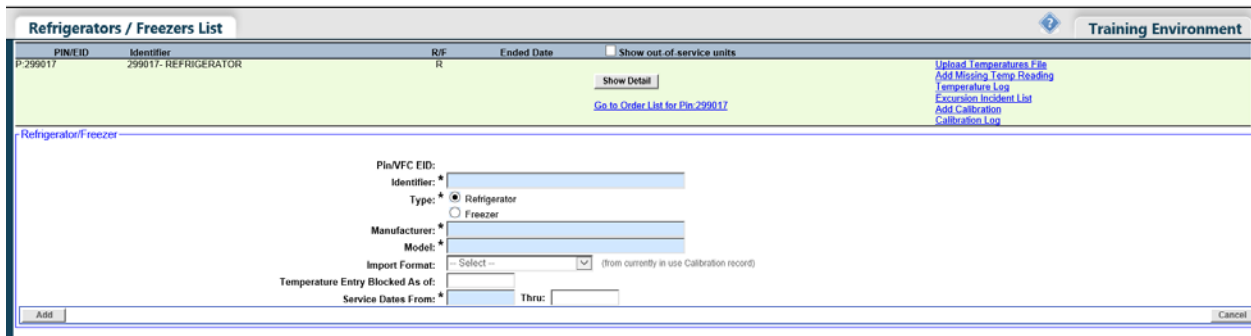 Refrigerators / Freezers List
? Training Environment
PIN/EID Identifier R/F Ended Date Show out-of-service units
P:299017 299017- REFRIGERATOR R
Show Detail
Go to Order List for Pin:299017
Upload Temperatures File
Add Missing Temp Reading
Temperature Log
Excursion Incident List
Add Calibration
Calibration Log
Refrigerator/Freezer
Pin/VFC EID:
Identifier: *
Type: * Refrigerator
Freezer
Manufacturer: *
Model: *
Import Format: -- Select -- (from currently in use Calibration record)
Temperature Entry Blocked As of:
Service Dates From: * Thru:
Add Cancel